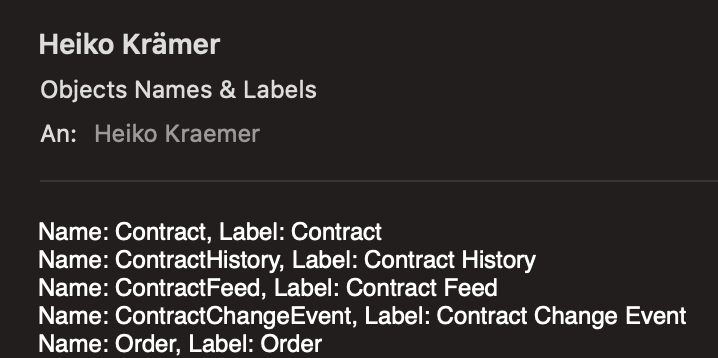 Heiko Krämer
Objects Names & Labels
An: Heiko Kraemer
Name: Contract, Label: Contract
Name: ContractHistory, Label: Contract History
Name: ContractFeed, Label: Contract Feed
Name: ContractChangeEvent, Label: Contract Change Event
Name: Order, Label: Order